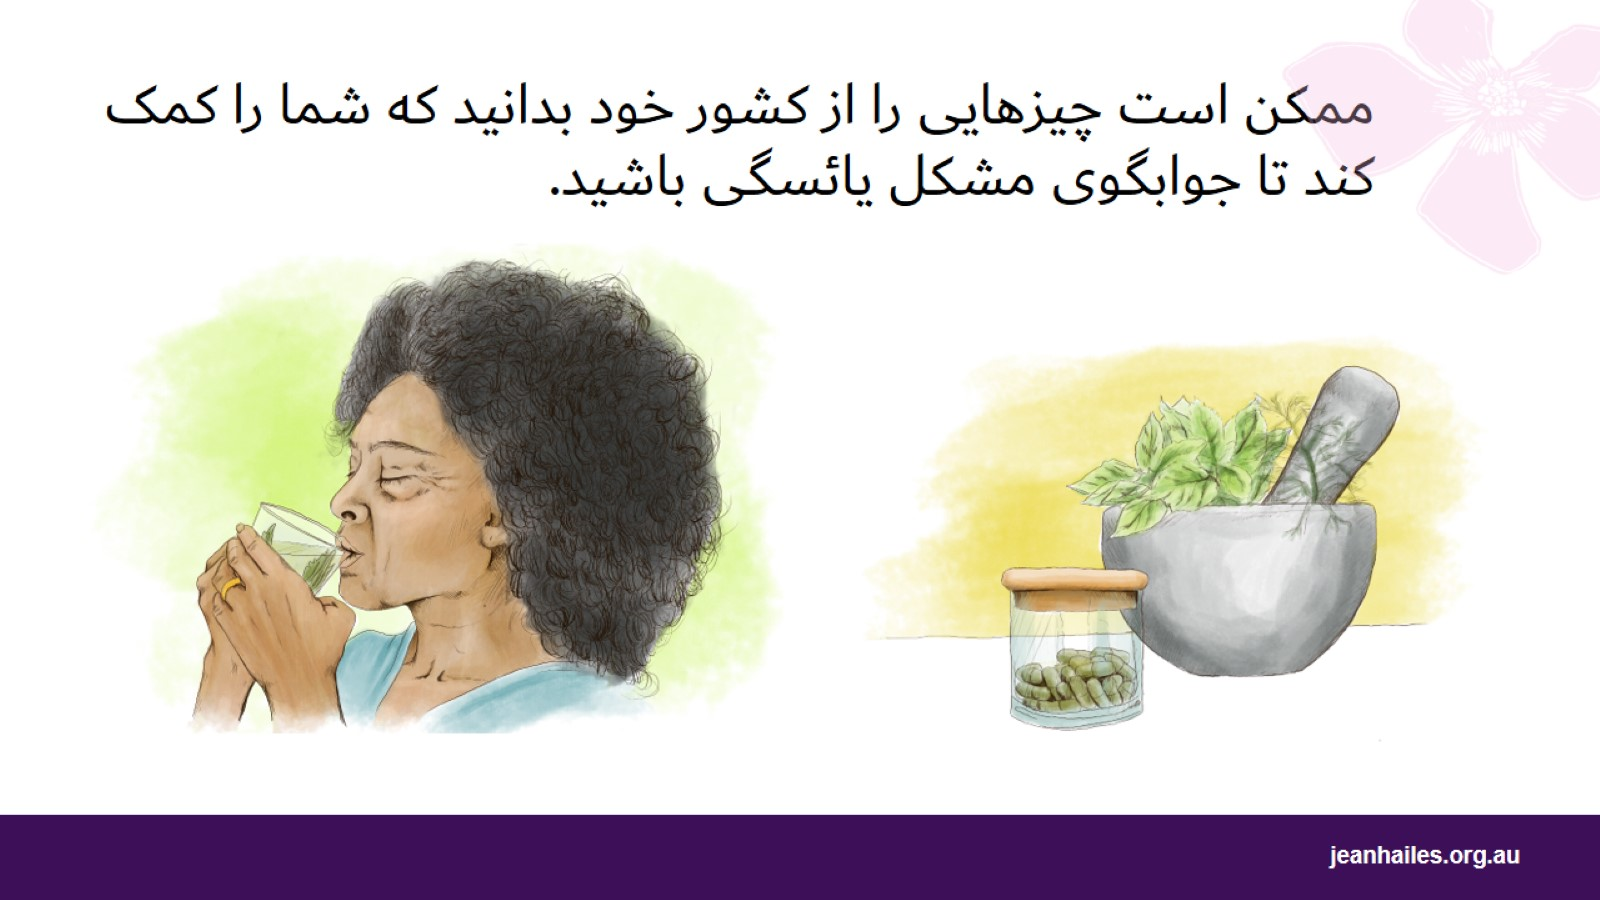 ممکن است چیزهایی را از کشور خود بدانید که شما را کمک
کند تا جوابگوی مشکل یائسگی باشید.
jeanhailes.org.au